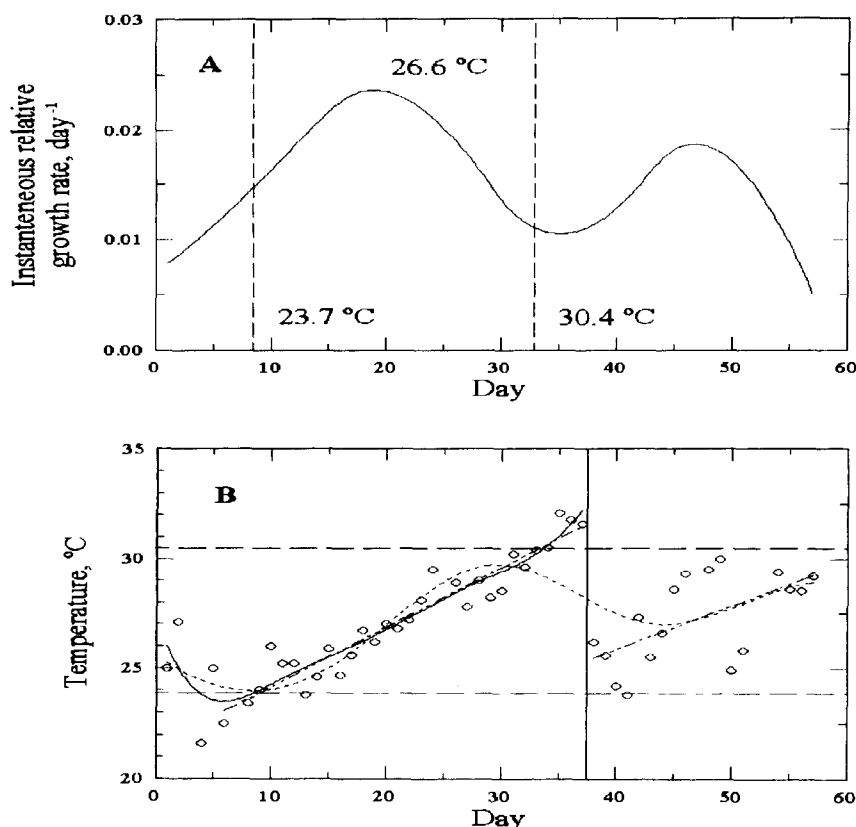 0.03
A
26.6 °C
0.02
Instanteneous relative
growth rate, day-1
0.01
23.7 °C
30.4 °C
0.00
0 10 20 30 40 50 60
Day
35
B
30
Temperature, °C
25
20
0 10 20 30 40 50 60
Day